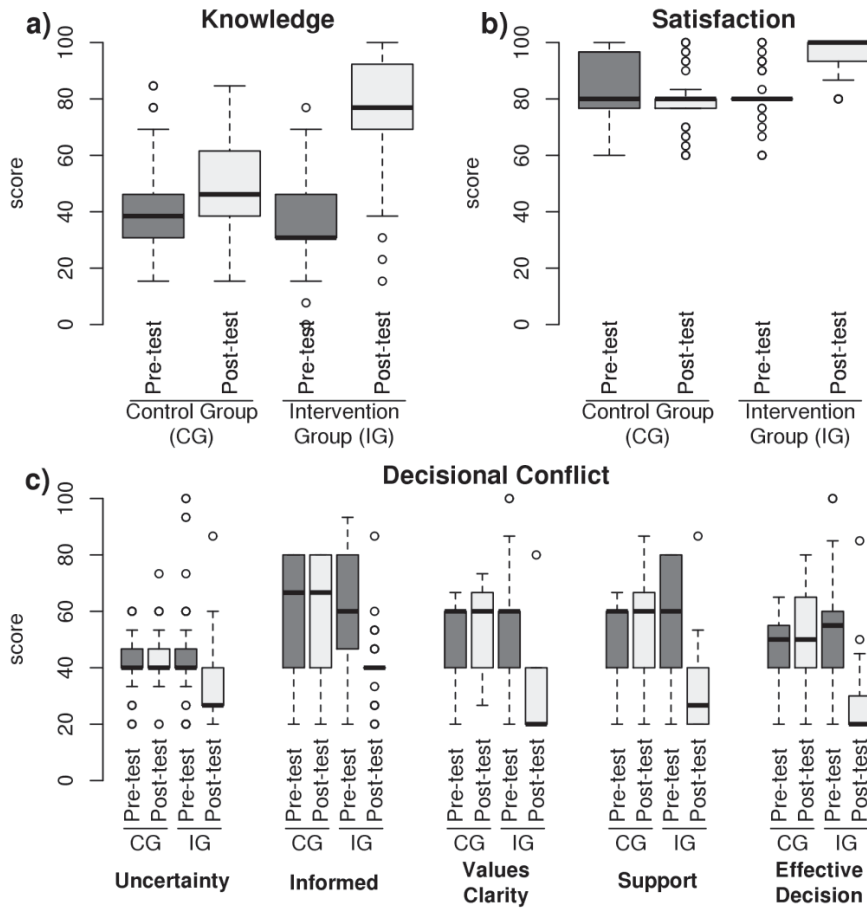 a) Knowledge
100
80
60
40
20
0
score
Pre-test
Post-test
Pre-test
Post-test
Control Group
(CG)
Intervention
Group (IG)
b) Satisfaction
100
80
60
40
20
0
score
Pre-test
Post-test
Pre-test
Post-test
Control Group
(CG)
Intervention
Group (IG)
c) Decisional Conflict
100
80
60
40
20
0
score
Pre-test
Post-test
Pre-test
Post-test
CG IG
Uncertainty
Pre-test
Post-test
Pre-test
Post-test
CG IG
Informed
Pre-test
Post-test
Pre-test
Post-test
CG IG
Values
Clarity
Pre-test
Post-test
Pre-test
Post-test
CG IG
Support
Pre-test
Post-test
Pre-test
Post-test
CG IG
Effective
Decision